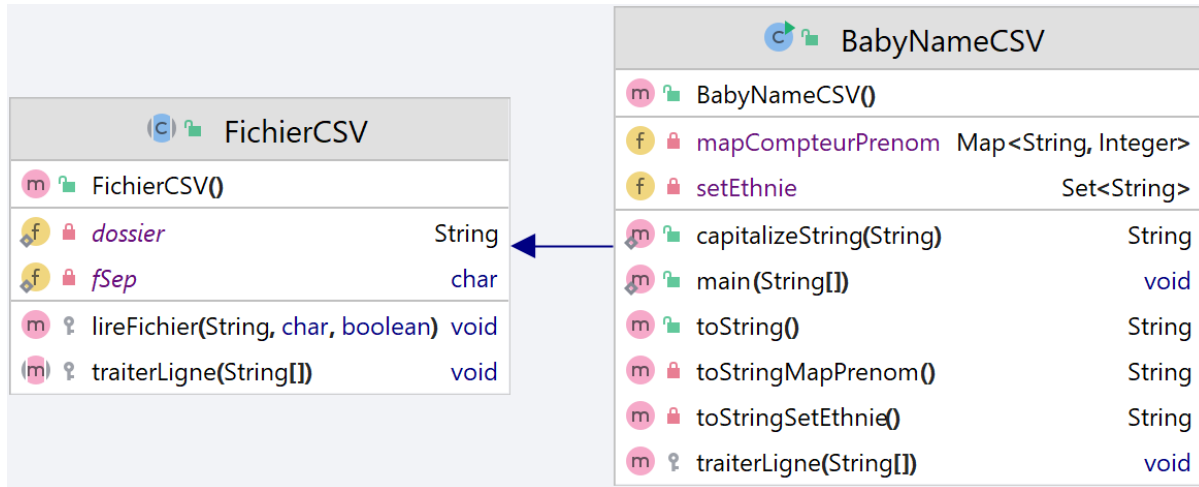 FichierCSV
m FichierCSV()
f dossier String
f fSep char
m lireFichier(String, char, boolean) void
m traiterLigne(String[]) void
C BabyNameCSV
m BabyNameCSV()
f mapCompteurPrenom Map<String, Integer>
f setEthnie Set<String>
m capitalizeString(String) String
m main(String[]) void
m toString() String
m toStringMapPrenom() String
m toStringSetEthnie() String
m traiterLigne(String[]) void